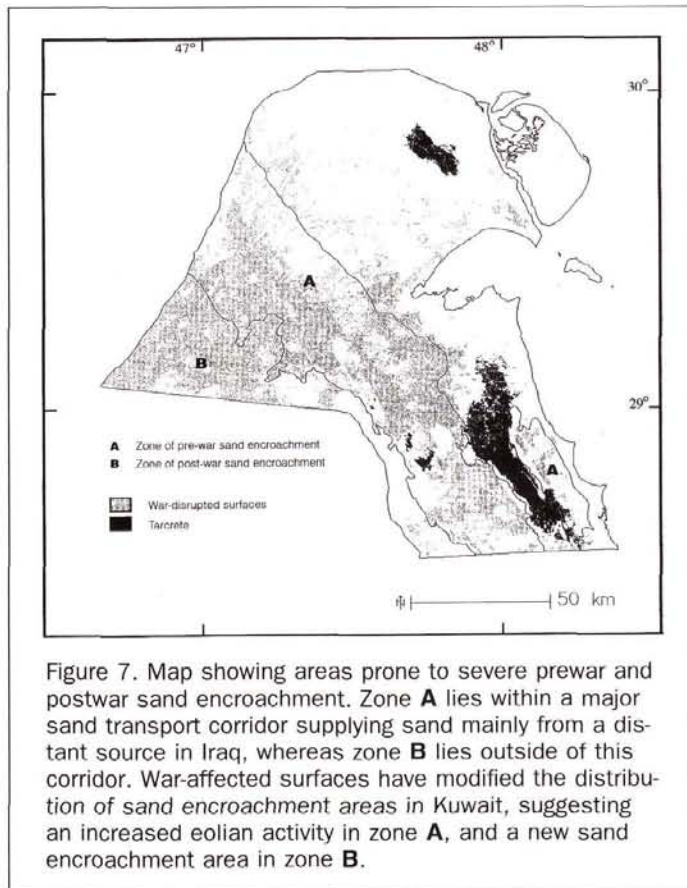 47°
48°
30°
A
B
29°
A Zone of pre-war sand encroachment
B Zone of post-war sand encroachment
A
War-disrupted surfaces
Tarcrete
50 km
Figure 7. Map showing areas prone to severe prewar and
postwar sand encroachment. Zone A lies within a major
sand transport corridor supplying sand mainly from a dis-
tant source in Iraq, whereas zone B lies outside of this
corridor. War-affected surfaces have modified the distribu-
tion of sand encroachment areas in Kuwait, suggesting
an increased eolian activity in zone A, and a new sand
encroachment area in zone B.